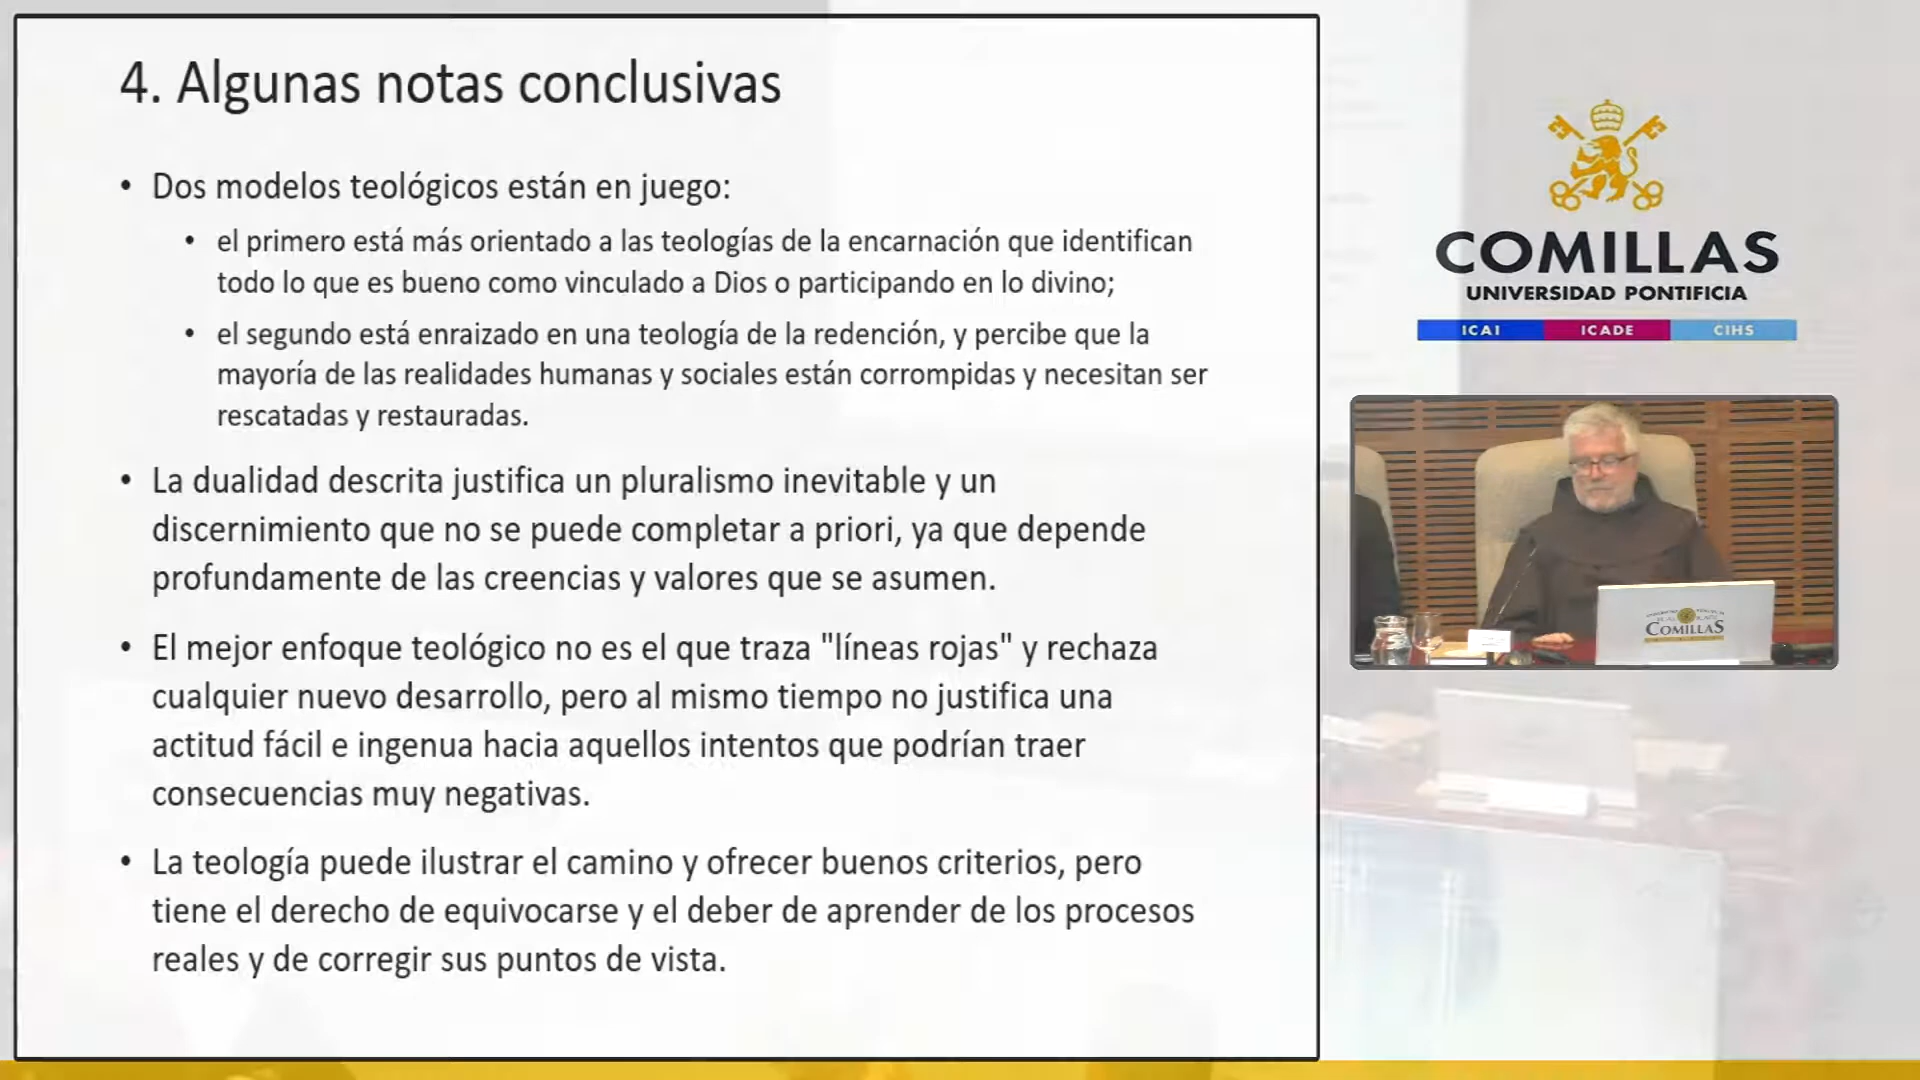 4. Algunas notas conclusivas
• Dos modelos teológicos están en juego:
• el primero está más orientado a las teologías de la encarnación que identifican
todo lo que es bueno como vinculado a Dios o participando en lo divino;
• el segundo está enraizado en una teología de la redención, y percibe que la
mayoría de las realidades humanas y sociales están corrompidas y necesitan ser
rescatadas y restauradas.
• La dualidad descrita justifica un pluralismo inevitable y un
discernimiento que no se puede completar a priori, ya que depende
profundamente de las creencias y valores que se asumen.
• El mejor enfoque teológico no es el que traza "líneas rojas" y rechaza
cualquier nuevo desarrollo, pero al mismo tiempo no justifica una
actitud fácil e ingenua hacia aquellos intentos que podrían traer
consecuencias muy negativas.
• La teología puede ilustrar el camino y ofrecer buenos criterios, pero
tiene el derecho de equivocarse y el deber de aprender de los procesos
reales y de corregir sus puntos de vista.
COMILLAS
UNIVERSIDAD PONTIFICIA
ICAI ICADE CIHS
COMILLAS